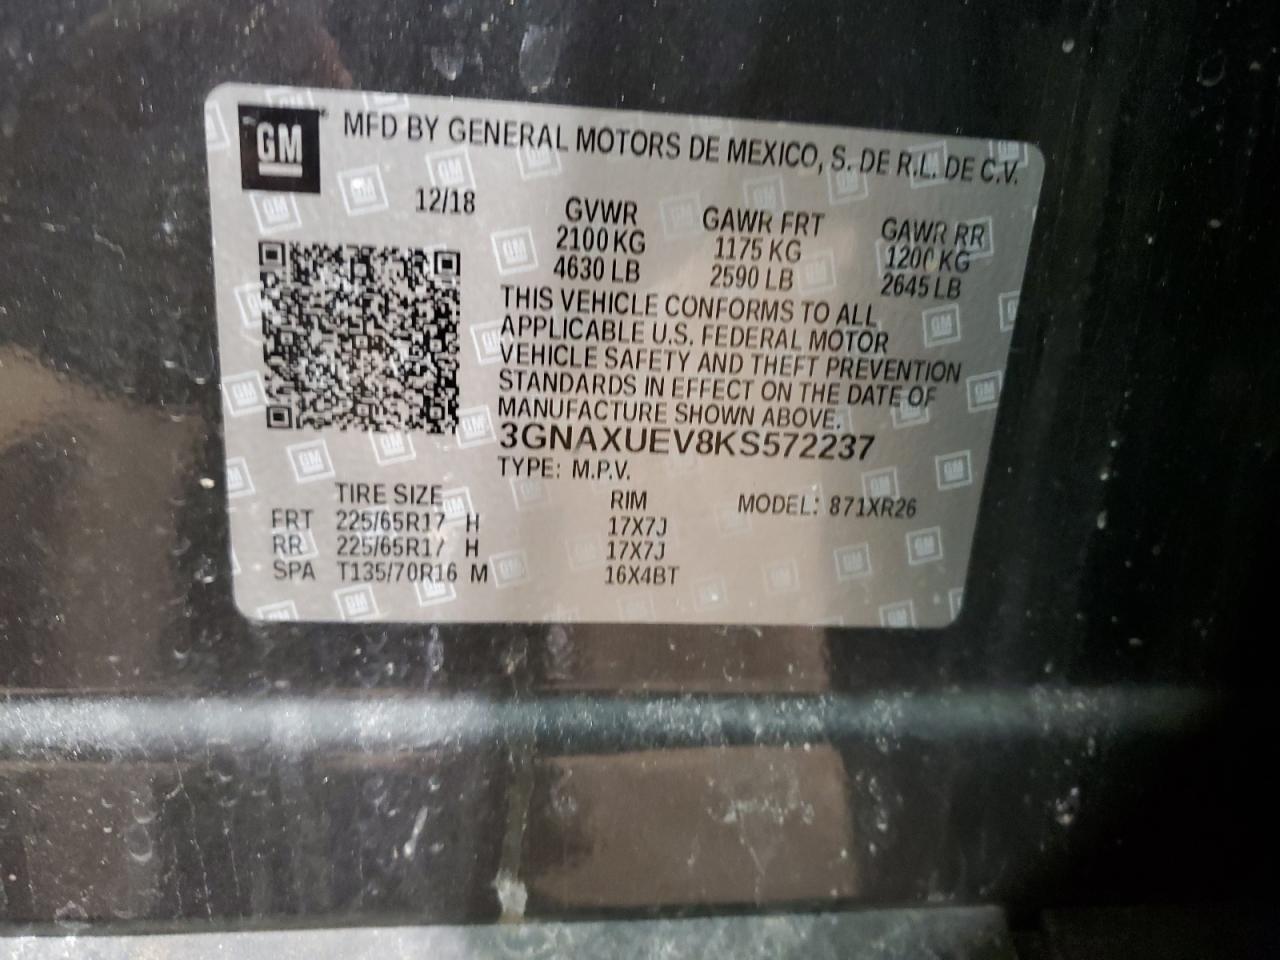 GM MFD BY GENERAL MOTORS DE MEXICO, S. DE R.L. DE C.V.
12/18
GVWR GAWR FRT GAWR RR
2100 KG 1175 KG 1200 KG
4630 LB 2590 LB 2645 LB
THIS VEHICLE CONFORMS TO ALL
APPLICABLE U.S. FEDERAL MOTOR
VEHICLE SAFETY AND THEFT PREVENTION
STANDARDS IN EFFECT ON THE DATE OF
MANUFACTURE SHOWN ABOVE.
3GNAXUEV8KS572237
TYPE: M.P.V.
TIRE SIZE RIM MODEL: 871XR26
FRT 225/65R17 H 17X7J
RR 225/65R17 H 17X7J
SPA T135/70R16 M 16X4BT